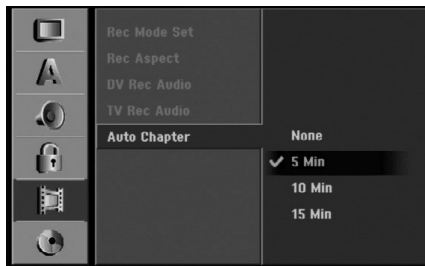 Rec Mode Set
Rec Aspect
DV Rec Audio
TV Rec Audio
Auto Chapter
None
5 Min
10 Min
15 Min